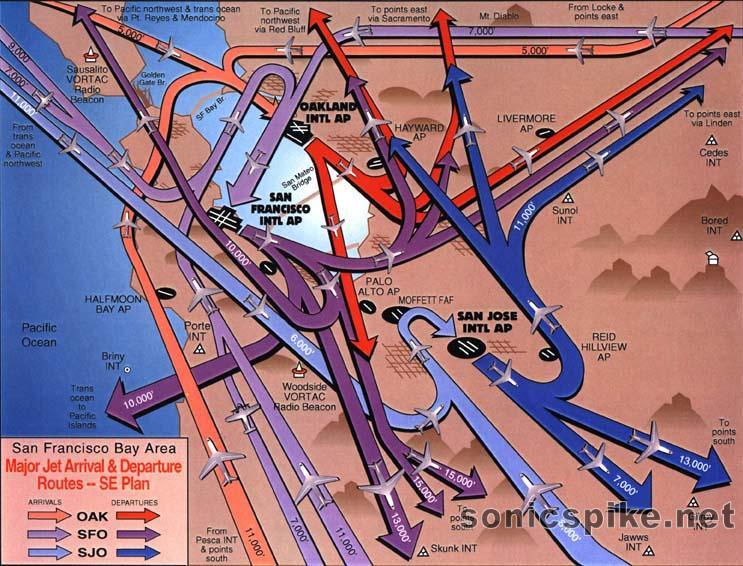 To Pacific northwest & trans ocean
via Pt. Reyes & Mendocino
To Pacific
northwest
via Red Bluff
To points east
via Sacramento
Mt. Diablo
From Locke &
points east
5,000'
7,000'
5,000'
9,000'
7,000'
11,000'
Sausalito
VORTAC
Radio
Beacon
Golden
Gate Br.
SF Bay Br.
OAKLAND
INTL AP
HAYWARD
AP
LIVERMORE
AP
To points east
via Linden
Cedes
INT
From
trans
ocean
& Pacific
northwest
San Mateo
Bridge
SAN
FRANCISCO
INTL AP
Sunol
INT
Bored
INT
11,000'
10,000'
HALFMOON
BAY AP
PALO
ALTO AP
MOFFETT FAF
SAN JOSE
INTL AP
REID
HILLVIEW
AP
Pacific
Ocean
Porte
INT
6,000'
Briny
INT
Woodside
VORTAC
Radio Beacon
Trans
ocean
to
Pacific
Islands
10,000'
To
points
south
13,000'
7,000'
15,000'
15,000'
13,000'
To
points
south
San Francisco Bay Area
Major Jet Arrival & Departure
Routes -- SE Plan
ARRIVALS
DEPARTURES
OAK
SFO
SJO
From
Pesca INT
& points
south
11,000'
7,000'
11,000'
Skunk INT
Jawws
INT
INT
sonicspike.net